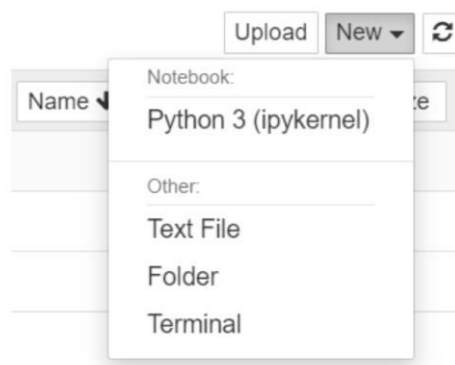 Upload New
Notebook:
Name
Python 3 (ipykernel)
Other:
Text File
Folder
Terminal